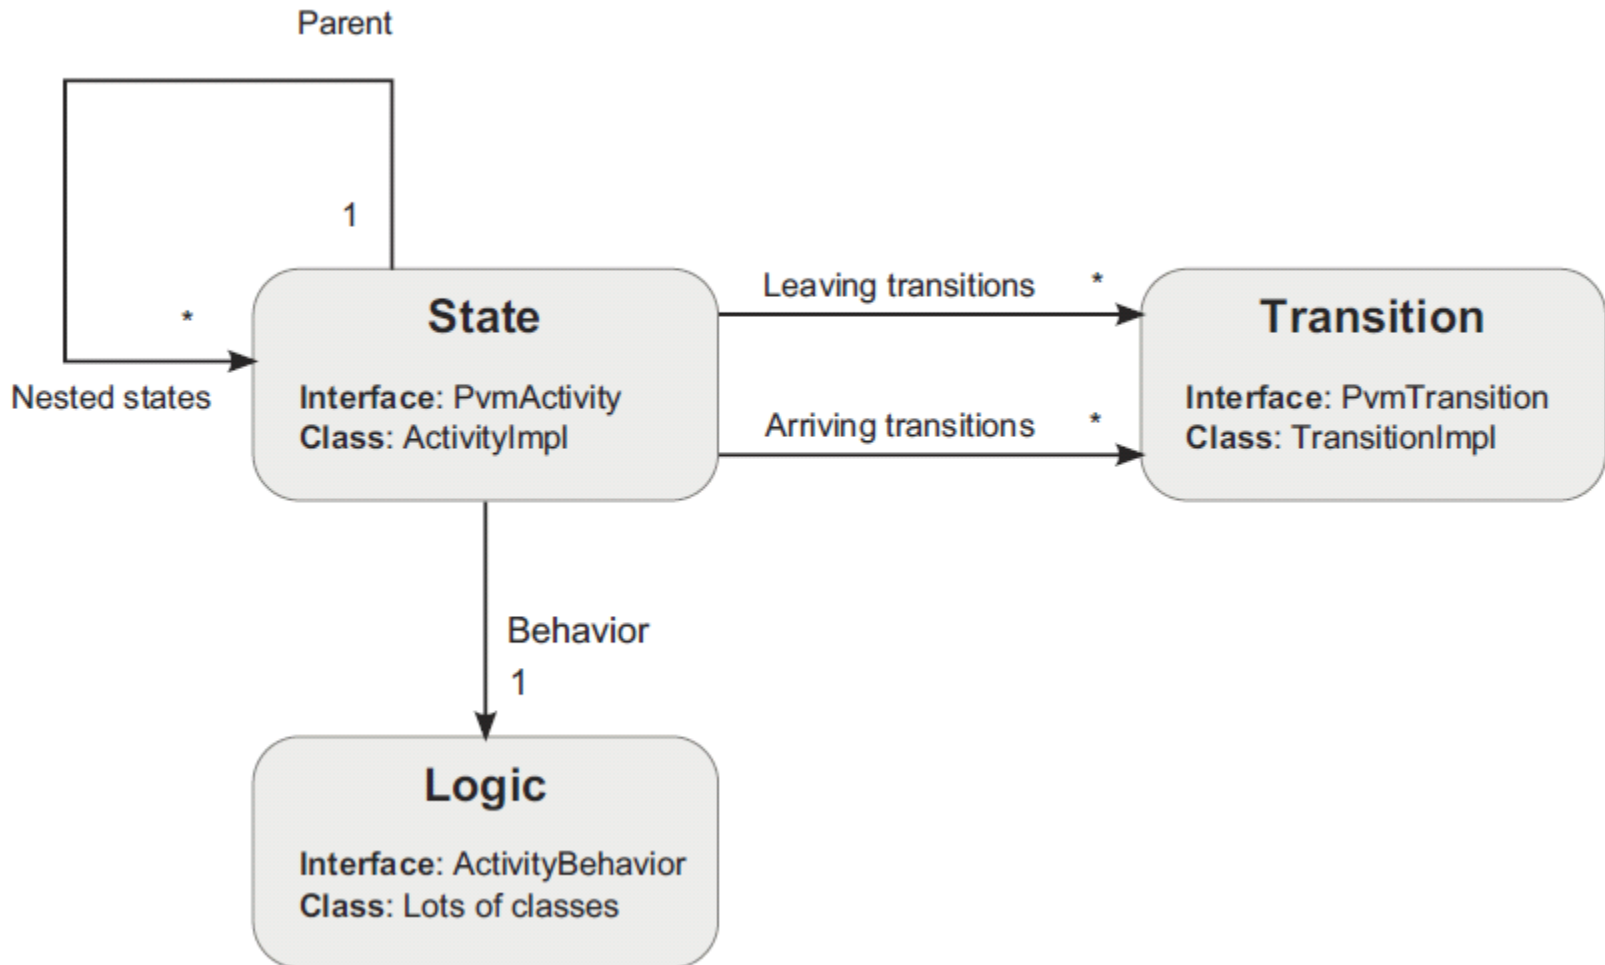 Parent
1
*
Nested states
State
Interface: PvmActivity
Class: ActivityImpl
Leaving transitions *
Arriving transitions *
Transition
Interface: PvmTransition
Class: TransitionImpl
Behavior
1
Logic
Interface: ActivityBehavior
Class: Lots of classes